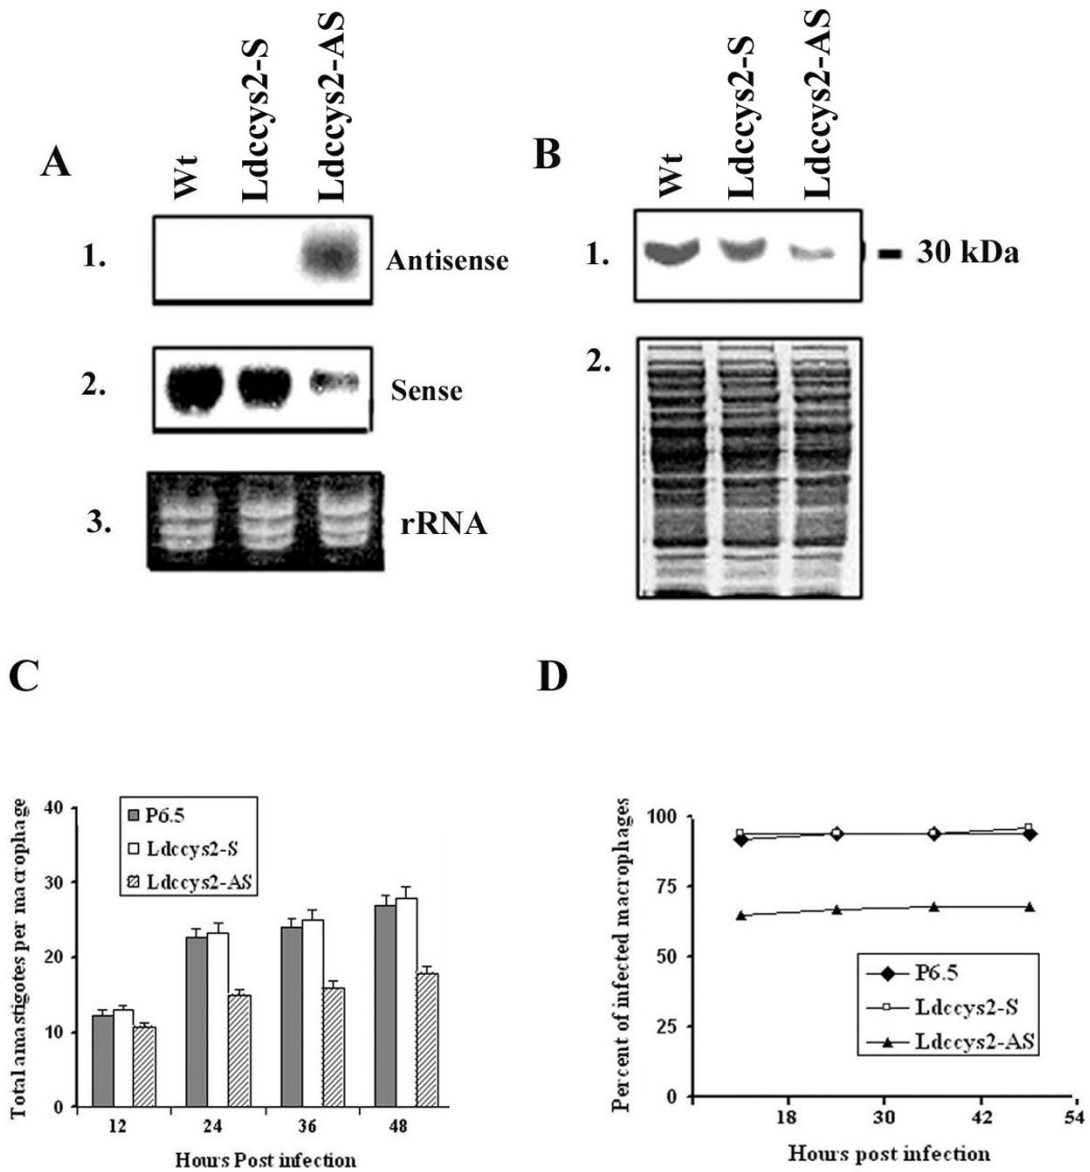 A
Wt
Ldccys2-S
Ldccys2-AS
1.
Antisense
2.
Sense
3.
rRNA
B
Wt
Ldccys2-S
Ldccys2-AS
1.
30 kDa
2.
C
Total amastigotes per macrophage
40
30
20
10
0
P6.5
Ldccys2-S
Ldccys2-AS
12
24
36
48
Hours Post infection
D
Percent of infected macrophages
100
75
50
25
0
P6.5
Ldccys2-S
Ldccys2-AS
18
30
42
54
Hours post infection